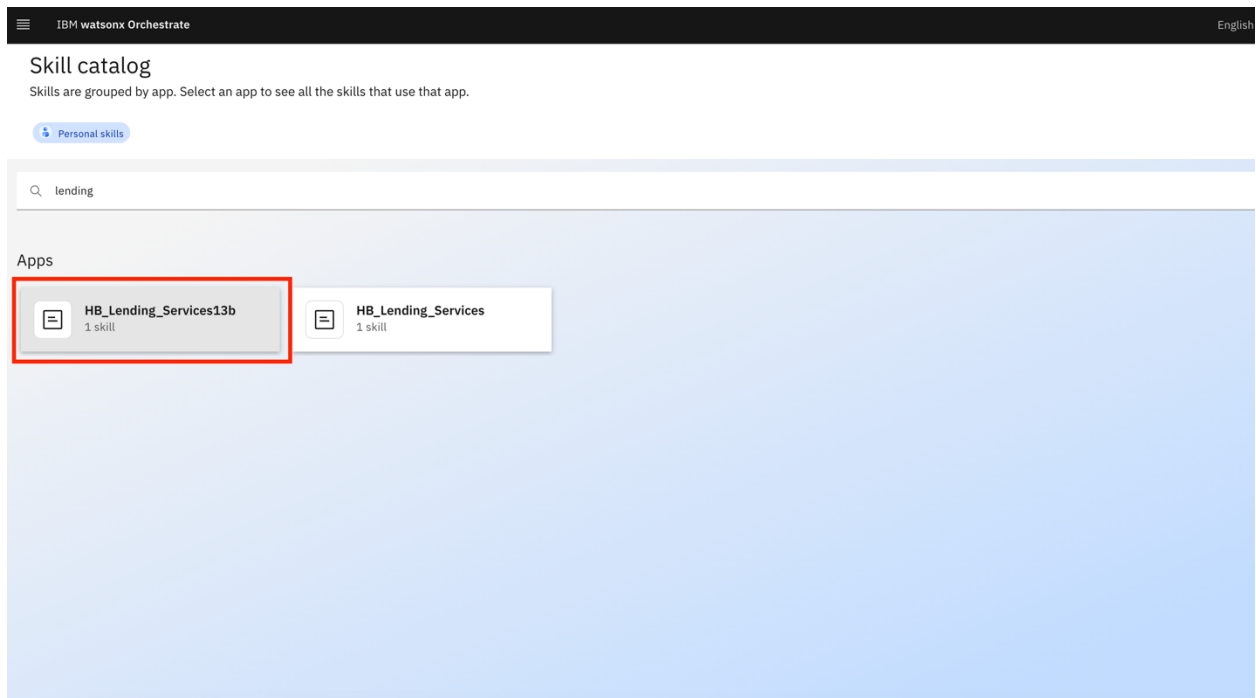 IBM watsonx Orchestrate
English
Skill catalog
Skills are grouped by app. Select an app to see all the skills that use that app.
Personal skills
lending
Apps
HB_Lending_Services13b
1 skill
HB_Lending_Services
1 skill